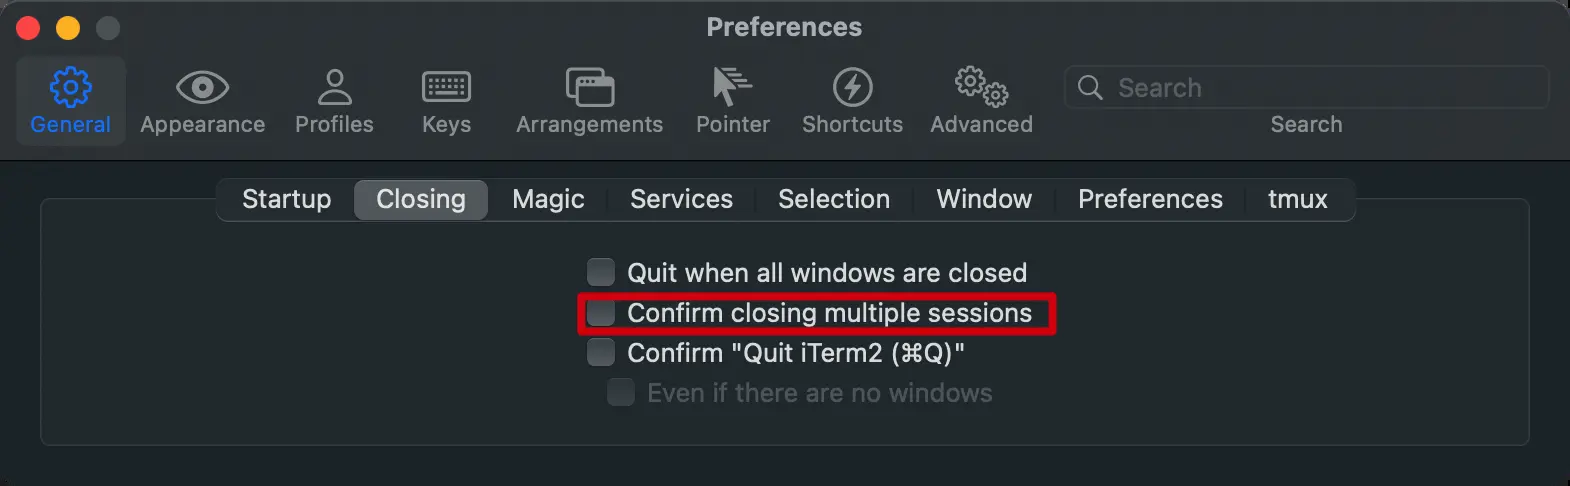 Preferences
General Appearance Profiles Keys Arrangements Pointer Shortcuts Advanced Search
Search
Startup Closing Magic Services Selection Window Preferences tmux
Quit when all windows are closed
Confirm closing multiple sessions
Confirm "Quit iTerm2 (⌘Q)"
Even if there are no windows